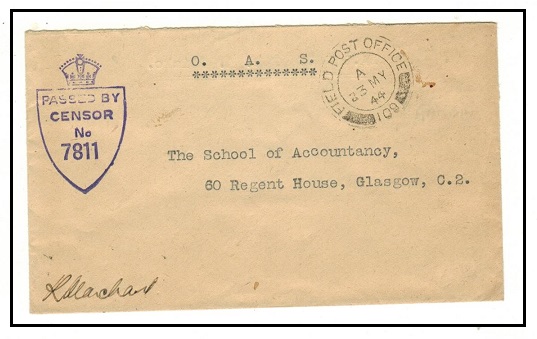 O. A. S.
******************
FIELD POST OFFICE
A
3 MY
44
PASSED BY
CENSOR
No
7811
The School of Accountancy,
60 Regent House, Glasgow, C.2.